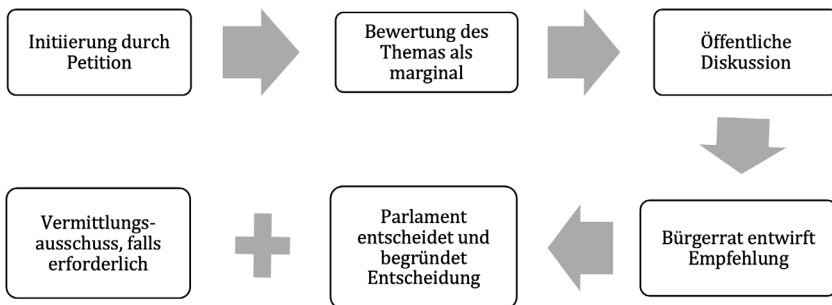 Initiierung durch
Petition
Bewertung des
Themas als
marginal
Öffentliche
Diskussion
Bürgerrat entwirft
Empfehlung
Parlament
entscheidet und
begründet
Entscheidung
Vermittlungs-
ausschuss, falls
erforderlich